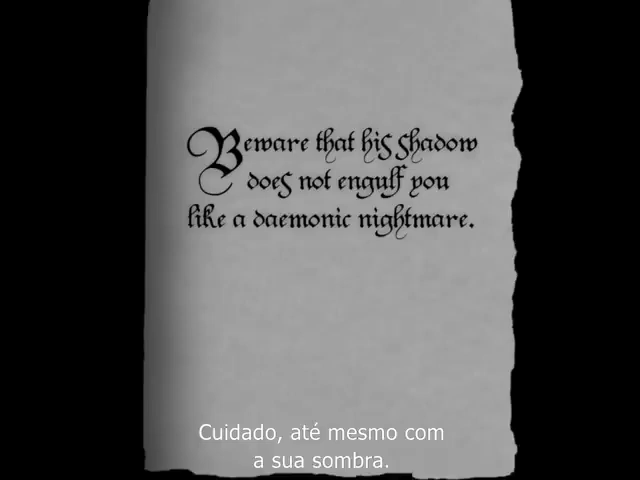 Beware that his shadow
does not engulf you
like a daemonic nightmare.
Cuidado, até mesmo com
a sua sombra.